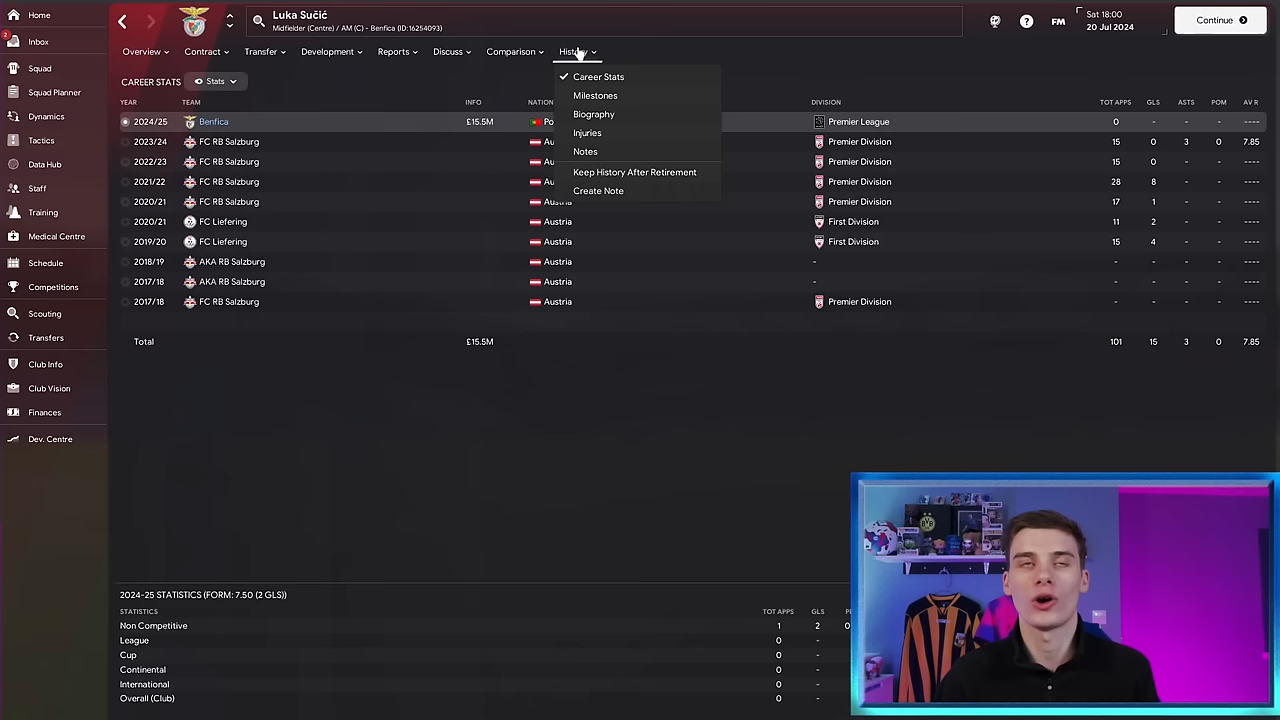 Home
2
Inbox
Squad
Squad Planner
Dynamics
Tactics
Data Hub
Staff
Training
Medical Centre
Schedule
Competitions
Scouting
Transfers
Club Info
Club Vision
Finances
Dev. Centre
Luka Sučić
Midfielder (Centre) / AM (C) - Benfica (ID:16254093)
FM
Sat 18:00
20 Jul 2024
Continue
Overview Contract Transfer Development Reports Discuss Comparison
CAREER STATS Stats
Career Stats
Milestones
Biography
Injuries
Notes
Keep History After Retirement
Create Note
YEAR TEAM INFO NATION DIVISION TOT APPS GLS ASTS POM AV R
2024/25 Benfica £15.5M Po Premier League 0 - - - ----
2023/24 FC RB Salzburg Au Premier Division 15 0 3 0 7.85
2022/23 FC RB Salzburg Au Premier Division 15 0 - - ----
2021/22 FC RB Salzburg Au Premier Division 28 8 - - ----
2020/21 FC RB Salzburg Austria Premier Division 17 1 - - ----
2020/21 FC Liefering Austria First Division 11 2 - - ----
2019/20 FC Liefering Austria First Division 15 4 - - ----
2018/19 AKA RB Salzburg Austria - - - - - ----
2017/18 AKA RB Salzburg Austria - - - - - ----
2017/18 FC RB Salzburg Austria Premier Division - - - - ----
Total £15.5M 101 15 3 0 7.85
2024-25 STATISTICS (FORM: 7.50 (2 GLS))
STATISTICS TOT APPS GLS
Non Competitive 1 2 0
League 0 -
Cup 0 -
Continental 0 -
International 0 -
Overall (Club) 0 -